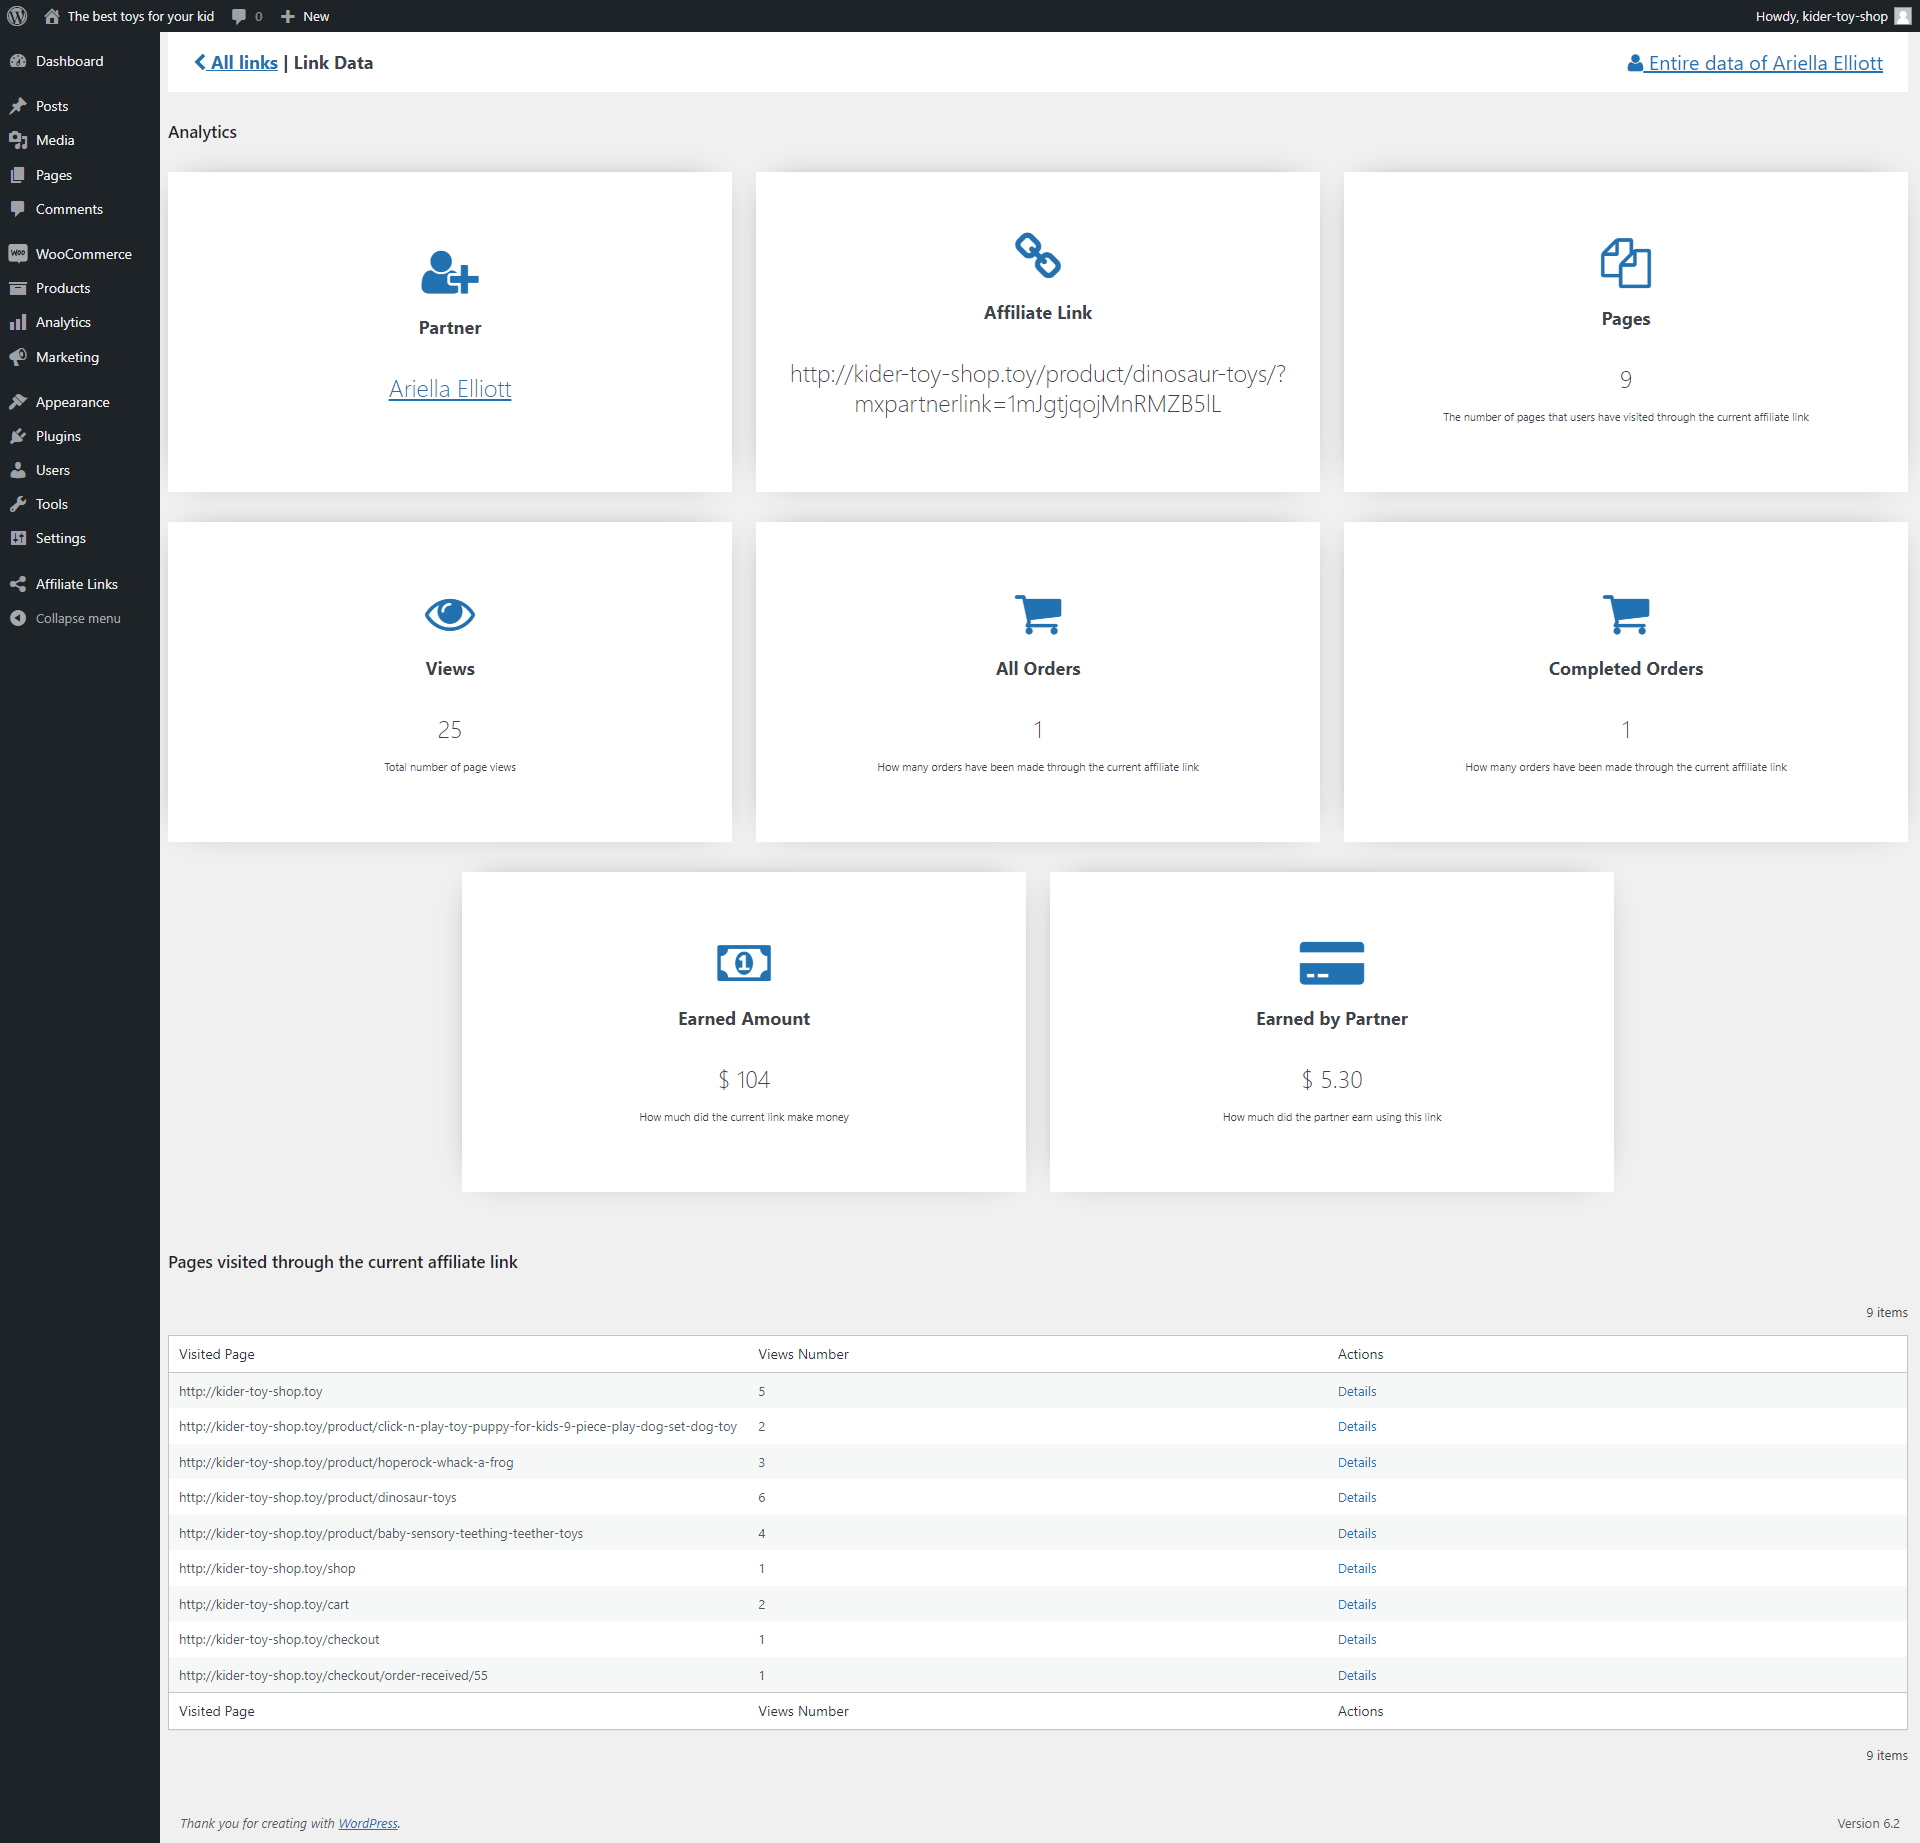 The best toys for your kid 0 New Howdy, kider-toy-shop
Dashboard
Posts
Media
Pages
Comments
WOO WooCommerce
Products
Analytics
Marketing
Appearance
Plugins
Users
Tools
Settings
Affiliate Links
Collapse menu
All links | Link Data
Entire data of Ariella Elliott
Analytics
Partner
Ariella Elliott
Affiliate Link
http://kider-toy-shop.toy/product/dinosaur-toys/?
mxpartnerlink=1mJgtjqojMnRMZB5lL
Pages
9
The number of pages that users have visited through the current affiliate link
Views
25
Total number of page views
All Orders
1
How many orders have been made through the current affiliate link
Completed Orders
1
How many orders have been made through the current affiliate link
1
Earned Amount
$ 104
How much did the current link make money
Earned by Partner
$ 5.30
How much did the partner earn using this link
Pages visited through the current affiliate link
9 items
Visited Page Views Number Actions
http://kider-toy-shop.toy 5 Details
http://kider-toy-shop.toy/product/click-n-play-toy-puppy-for-kids-9-piece-play-dog-set-dog-toy 2 Details
http://kider-toy-shop.toy/product/hoperock-whack-a-frog 3 Details
http://kider-toy-shop.toy/product/dinosaur-toys 6 Details
http://kider-toy-shop.toy/product/baby-sensory-teething-teether-toys 4 Details
http://kider-toy-shop.toy/shop 1 Details
http://kider-toy-shop.toy/cart 2 Details
http://kider-toy-shop.toy/checkout 1 Details
http://kider-toy-shop.toy/checkout/order-received/55 1 Details
Visited Page Views Number Actions
9 items
Thank you for creating with WordPress. Version 6.2